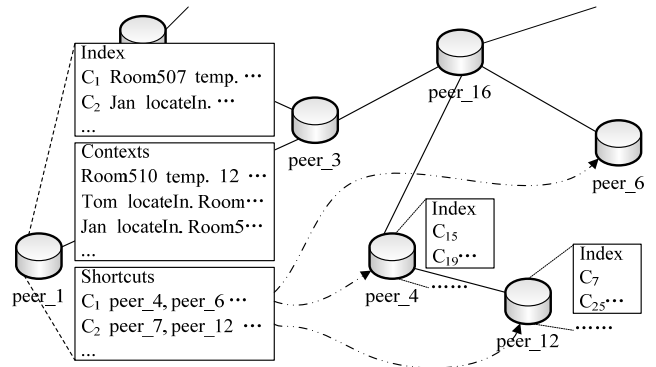 Index
C₁ Room507 temp. ···
C₂ Jan locateIn. ···
...
Contexts
Room510 temp. 12 ···
Tom locateIn. Room···
Jan locateIn. Room5···
...
Shortcuts
C₁ peer_4, peer_6 ···
C₂ peer_7, peer_12 ···
...
peer_1
peer_3
peer_16
peer_6
Index
C₁₅
C₁₉···
peer_4
······
Index
C₇
C₂₅···
peer_12
······